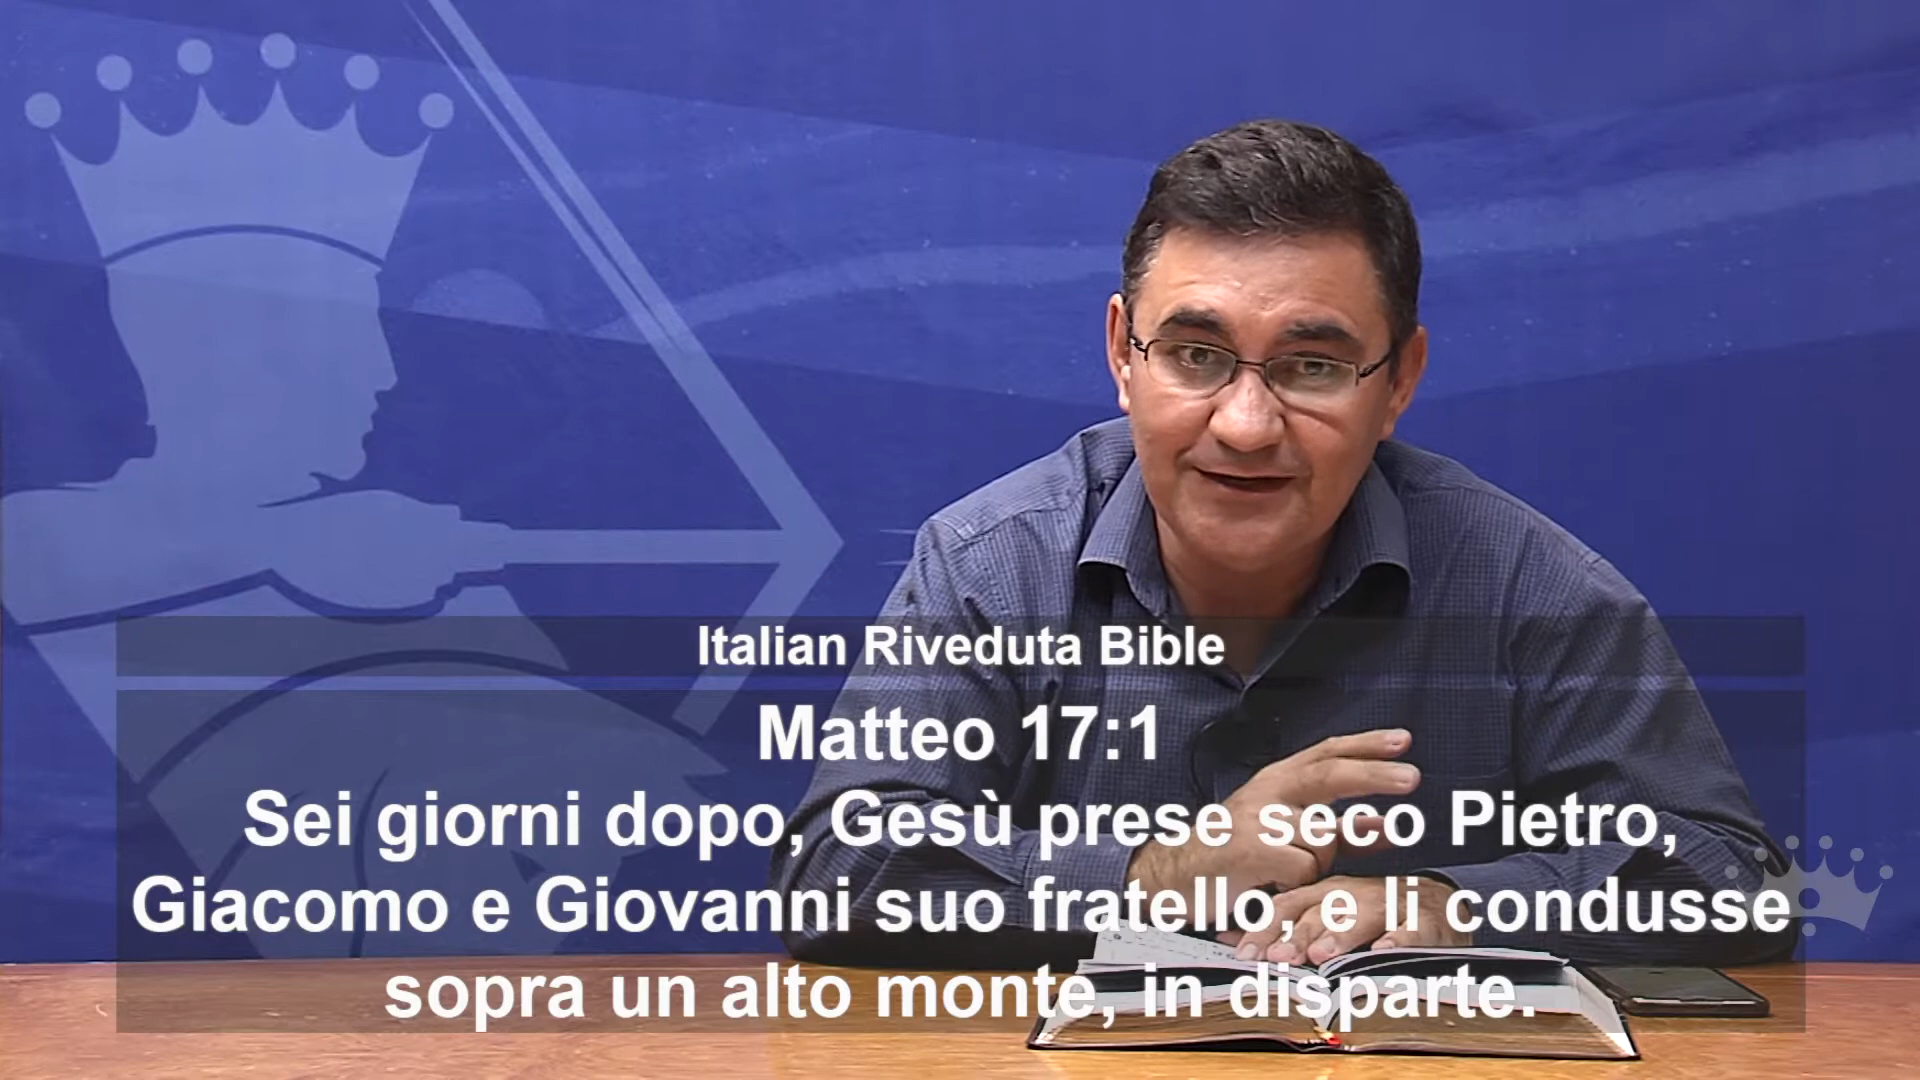 Italian Riveduta Bible
Matteo 17:1
Sei giorni dopo, Gesù prese seco Pietro,
Giacomo e Giovanni suo fratello, e li condusse
sopra un alto monte, in disparte.